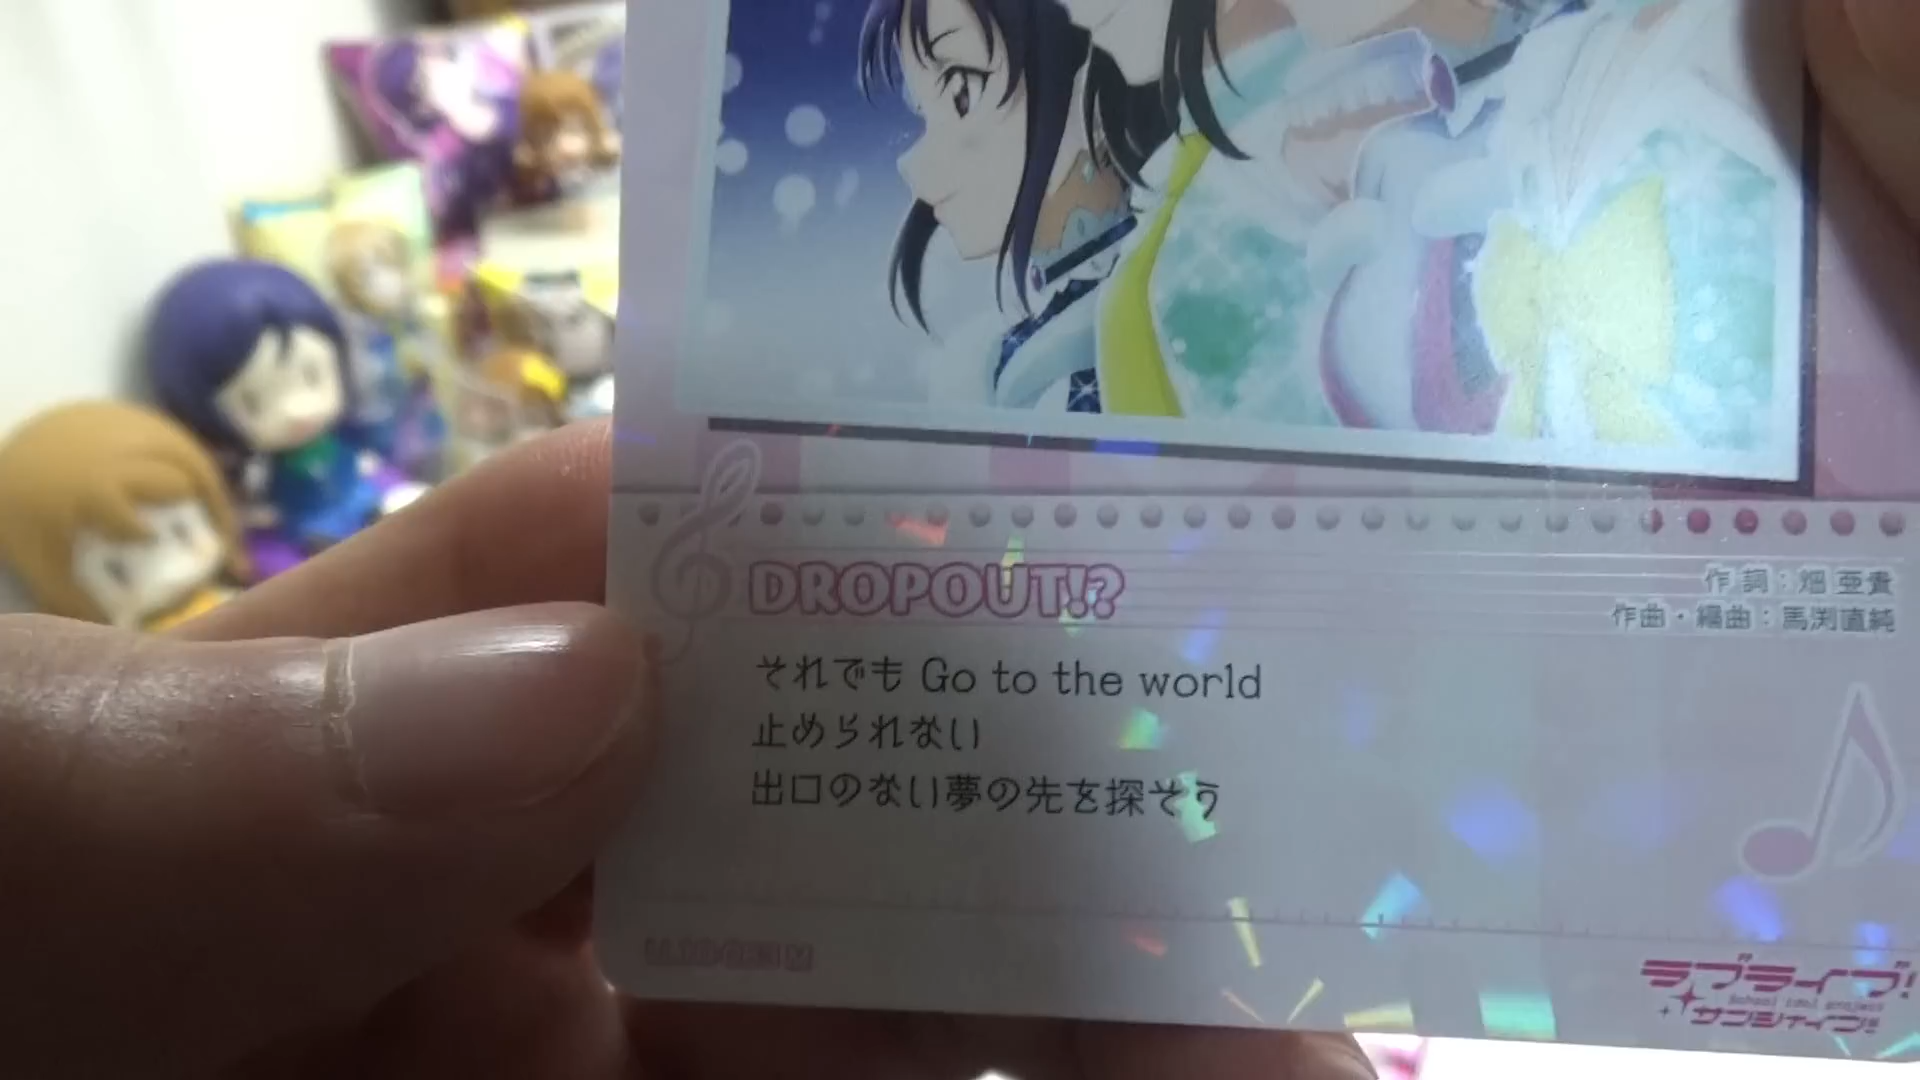 DROPOUT!?
作詞：畑 亜貴
作曲・編曲：馬渕直純
それでも Go to the world
止められない
出口のない夢の先を探そう
ラブライブ!
School idol project
サンシャイン!!